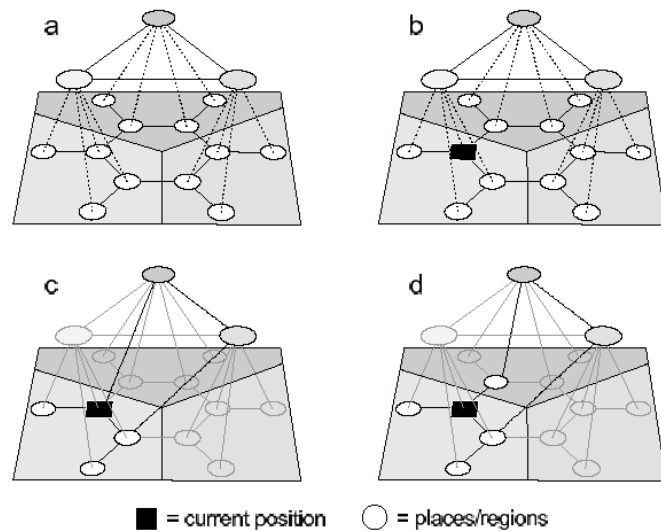 a
b
c
d
= current position
= places/regions